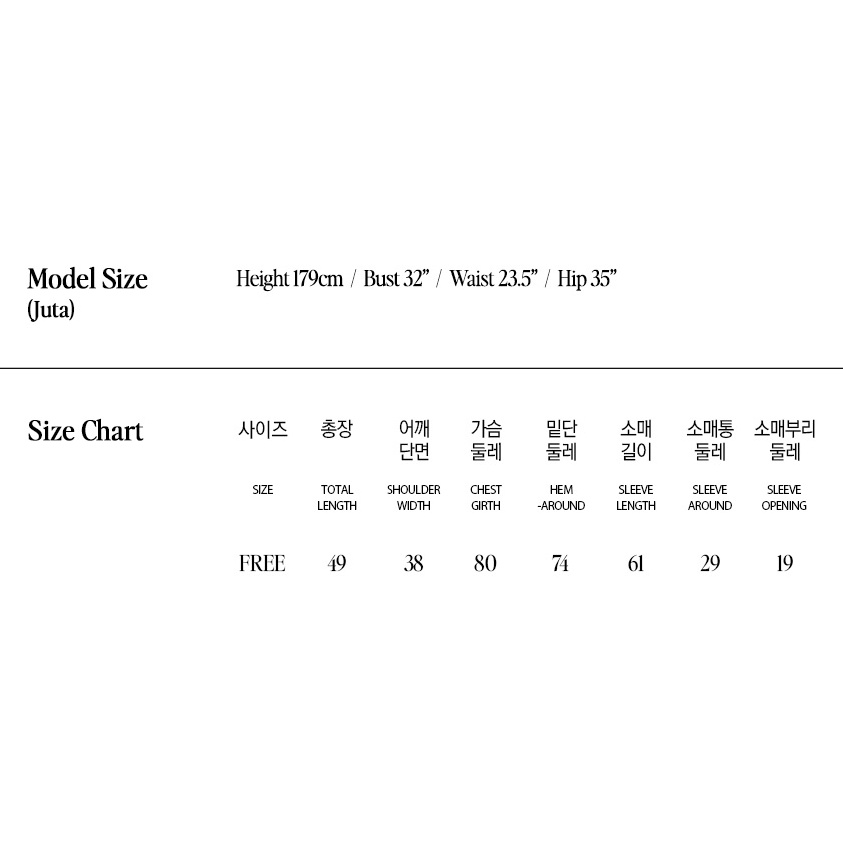 Model Size
(Juta)
Height 179cm / Bust 32” / Waist 23.5” / Hip 35”
Size Chart
사이즈 총장 어깨 가슴 밑단 소매 소매통 소매부리
단면 둘레 둘레 길이 둘레 둘레
SIZE TOTAL SHOULDER CHEST HEM SLEEVE SLEEVE SLEEVE
LENGTH WIDTH GIRTH -AROUND LENGTH AROUND OPENING
FREE 49 38 80 74 61 29 19